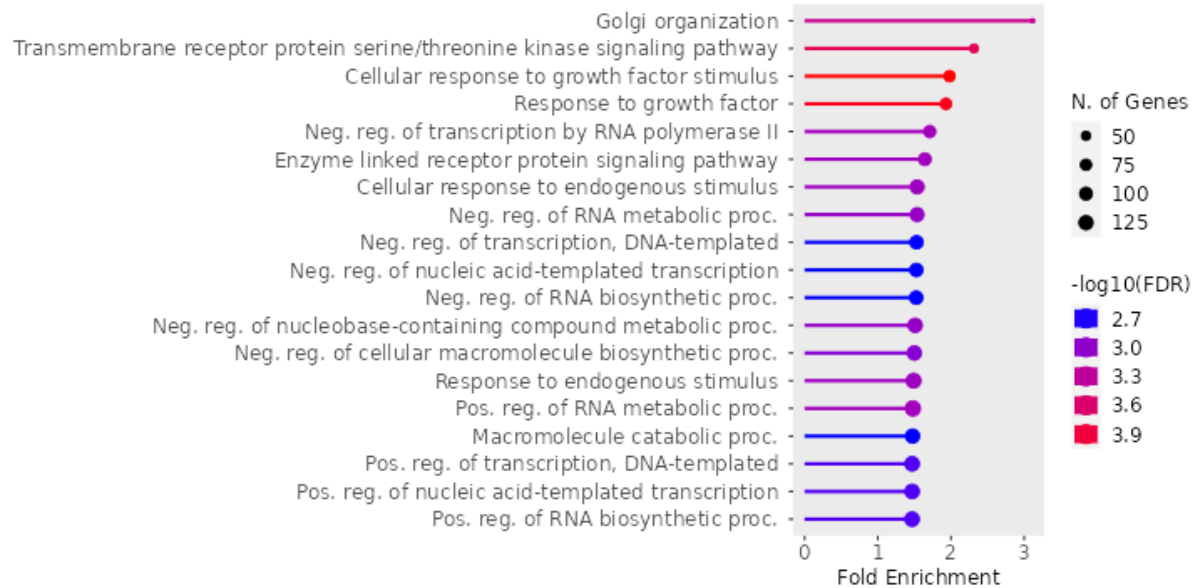 Golgi organization
Transmembrane receptor protein serine/threonine kinase signaling pathway
Cellular response to growth factor stimulus
Response to growth factor
Neg. reg. of transcription by RNA polymerase II
Enzyme linked receptor protein signaling pathway
Cellular response to endogenous stimulus
Neg. reg. of RNA metabolic proc.
Neg. reg. of transcription, DNA-templated
Neg. reg. of nucleic acid-templated transcription
Neg. reg. of RNA biosynthetic proc.
Neg. reg. of nucleobase-containing compound metabolic proc.
Neg. reg. of cellular macromolecule biosynthetic proc.
Response to endogenous stimulus
Pos. reg. of RNA metabolic proc.
Macromolecule catabolic proc.
Pos. reg. of transcription, DNA-templated
Pos. reg. of nucleic acid-templated transcription
Pos. reg. of RNA biosynthetic proc.
0 1 2 3
Fold Enrichment
N. of Genes
50
75
100
125
-log10(FDR)
2.7
3.0
3.3
3.6
3.9